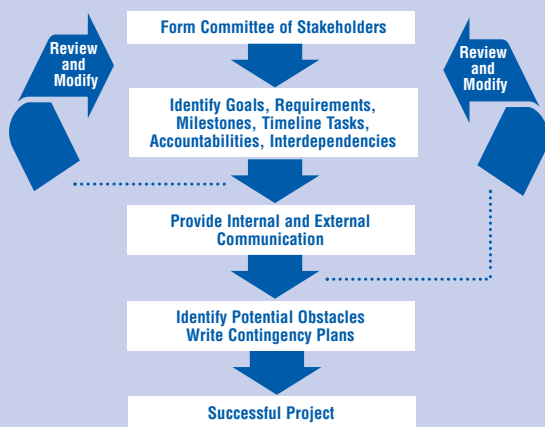 Form Committee of Stakeholders
Review
and
Modify
Review
and
Modify
Identify Goals, Requirements,
Milestones, Timeline Tasks,
Accountabilities, Interdependencies
Provide Internal and External
Communication
Identify Potential Obstacles
Write Contingency Plans
Successful Project